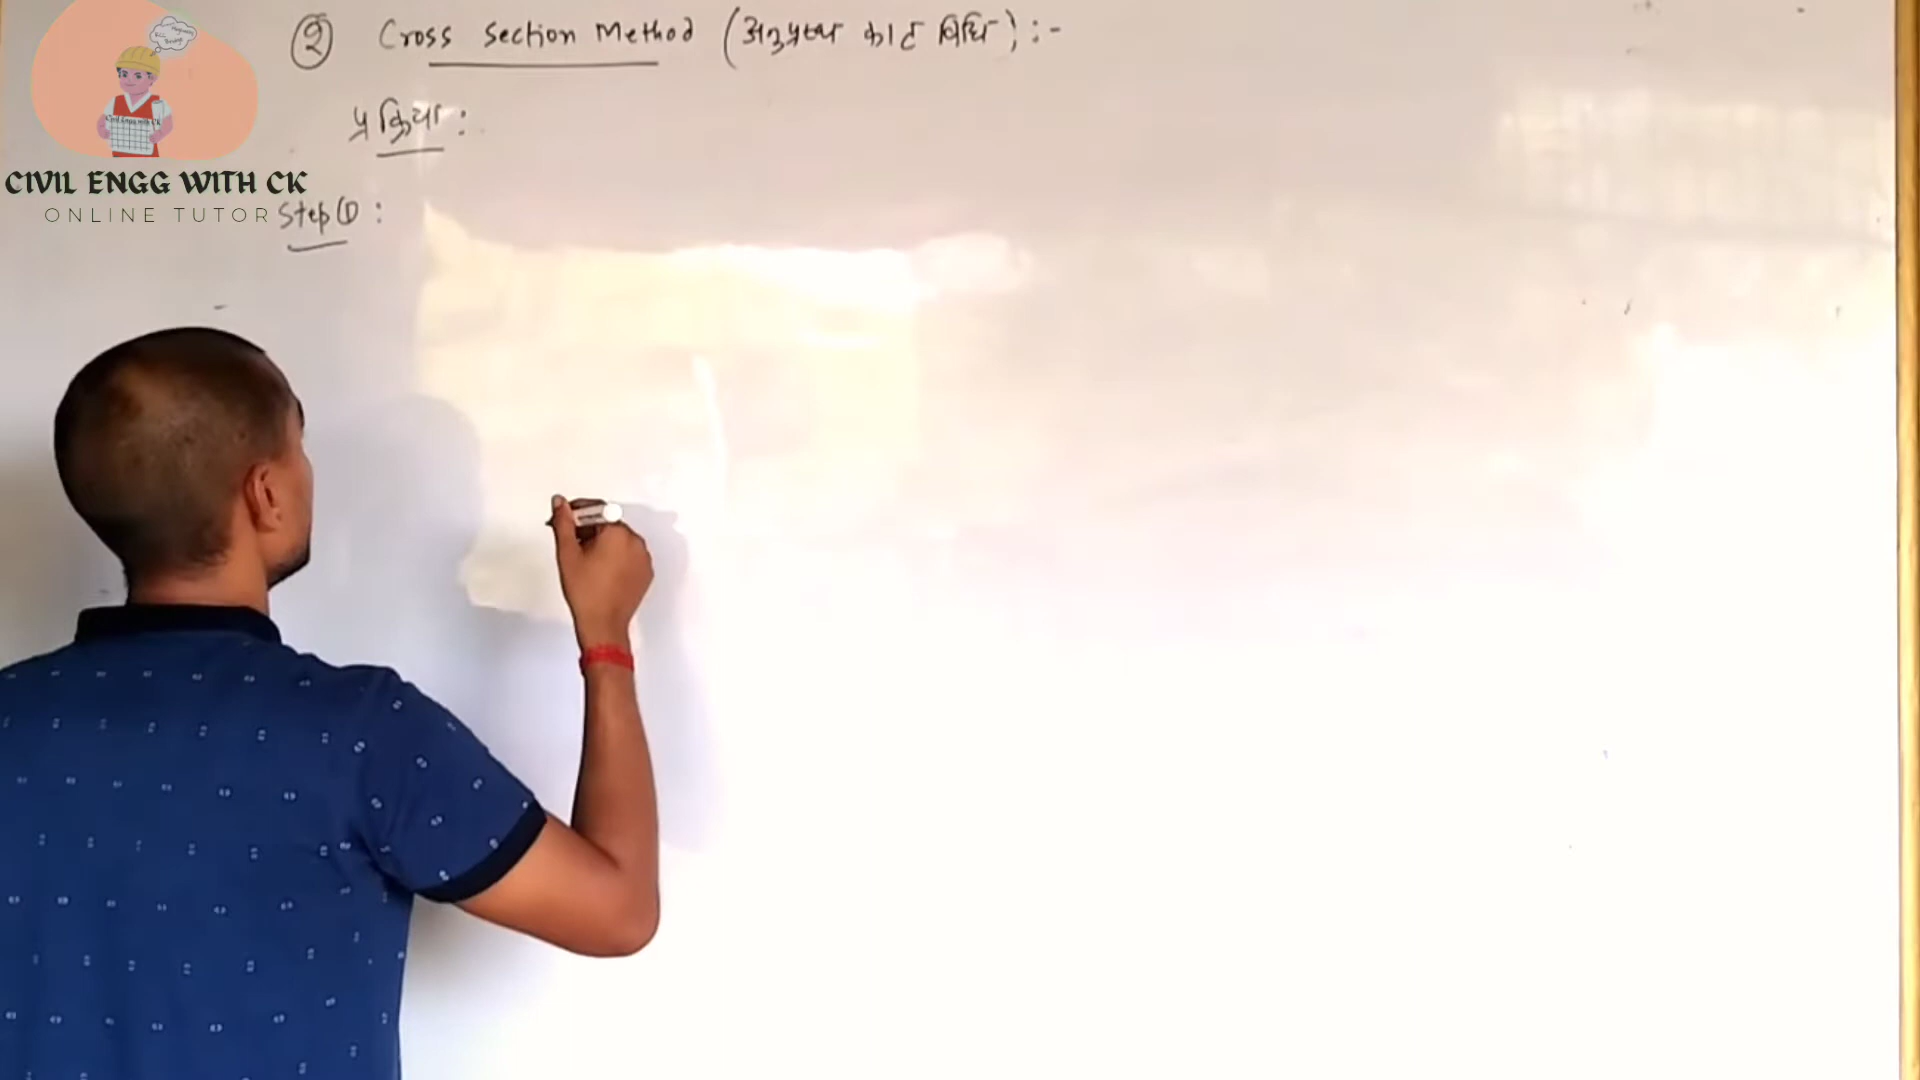 ② Cross Section Method (अनुप्रस्थ काट विधि) :-
प्रक्रिया :
CIVIL ENGG WITH CK
ONLINE TUTOR
Step ① :